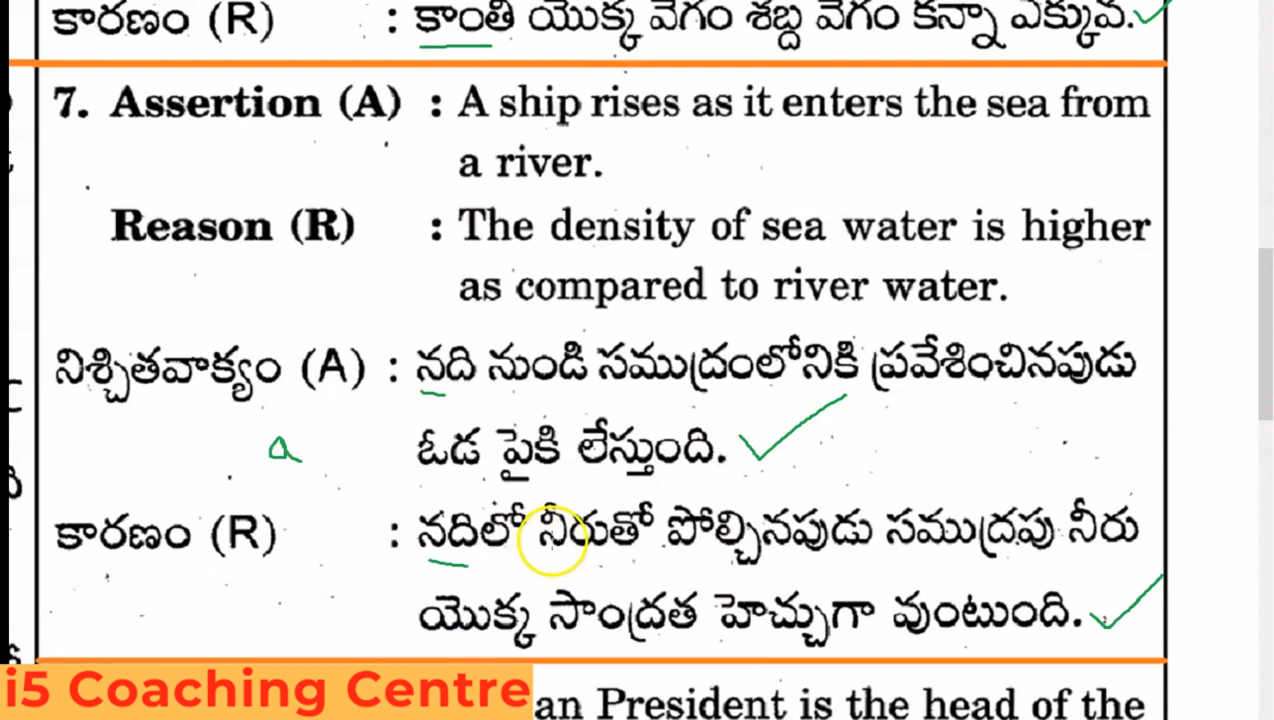 కారణం (R) : కాంతి యొక్క వేగం శబ్ద వేగం కన్నా ఎక్కువ.
7. Assertion (A) : A ship rises as it enters the sea from
a river.
Reason (R) : The density of sea water is higher
as compared to river water.
నిశ్చితవాక్యం (A) : నది నుండి సముద్రంలోనికి ప్రవేశించినపుడు
ఓడ పైకి లేస్తుంది.
a
కారణం (R) : నదిలో నీరుతో పోల్చినపుడు సముద్రపు నీరు
యొక్క సాంద్రత హెచ్చుగా వుంటుంది.
i5 Coaching Centre
an President is the head of the